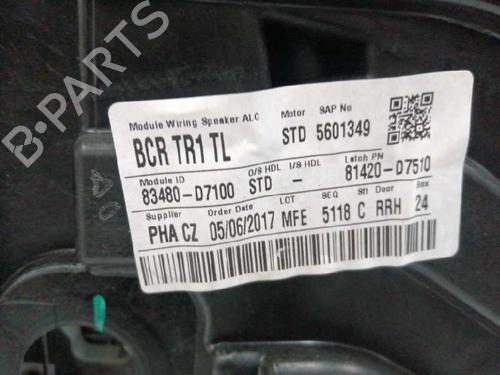 B-PARTS
Module Wiring Speaker ALC Motor SAP No
BCR TR1 TL STD 5601349
Module ID O/S HDL I/S HDL Latch PN
83480-D7100 STD - 81420-D7510
Supplier Order Date LOT SEQ Sft Door Box
PHA CZ 05/06/2017 MFE 5118 C RRH 24